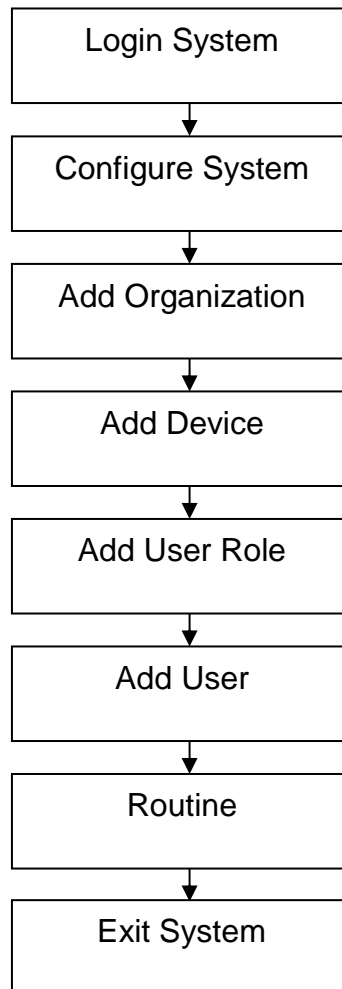 Login System
Configure System
Add Organization
Add Device
Add User Role
Add User
Routine
Exit System